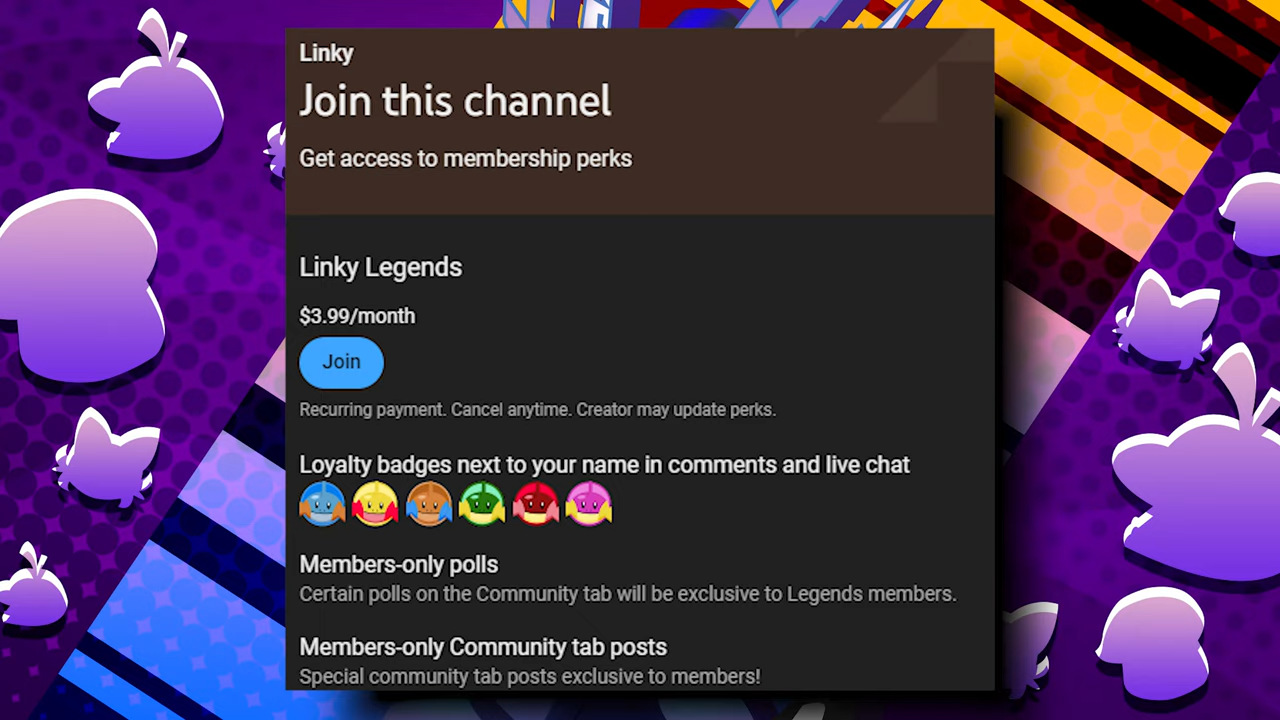 Linky
Join this channel
Get access to membership perks
Linky Legends
$3.99/month
Join
Recurring payment. Cancel anytime. Creator may update perks.
Loyalty badges next to your name in comments and live chat
Members-only polls
Certain polls on the Community tab will be exclusive to Legends members.
Members-only Community tab posts
Special community tab posts exclusive to members!